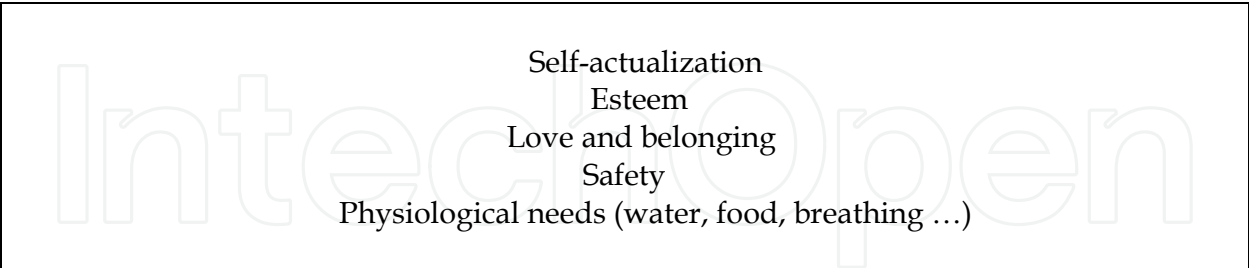 IntechOpen
Self-actualization
Esteem
Love and belonging
Safety
Physiological needs (water, food, breathing …)